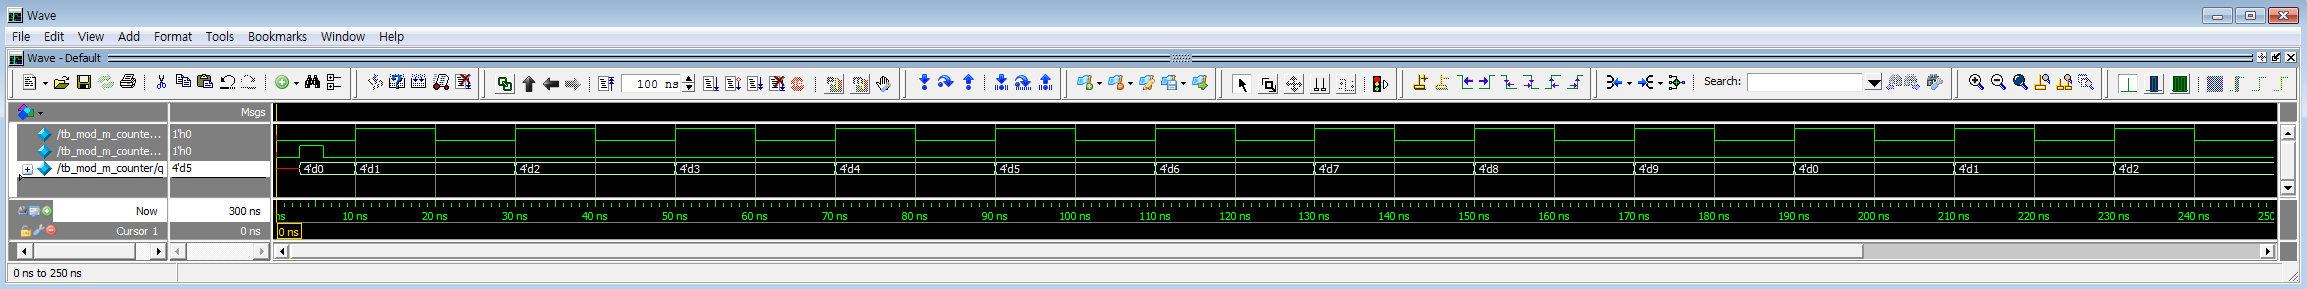 Wave
File Edit View Add Format Tools Bookmarks Window Help
Wave - Default
100 ns Search:
Msgs
/tb_mod_m_counte... 1'h0
/tb_mod_m_counte... 1'h0
/tb_mod_m_counter/q 4'd5 4'd0 4'd1 4'd2 4'd3 4'd4 4'd5 4'd6 4'd7 4'd8 4'd9 4'd0 4'd1 4'd2
Now 300 ns ns 10 ns 20 ns 30 ns 40 ns 50 ns 60 ns 70 ns 80 ns 90 ns 100 ns 110 ns 120 ns 130 ns 140 ns 150 ns 160 ns 170 ns 180 ns 190 ns 200 ns 210 ns 220 ns 230 ns 240 ns 250
Cursor 1 0 ns 0 ns
0 ns to 250 ns